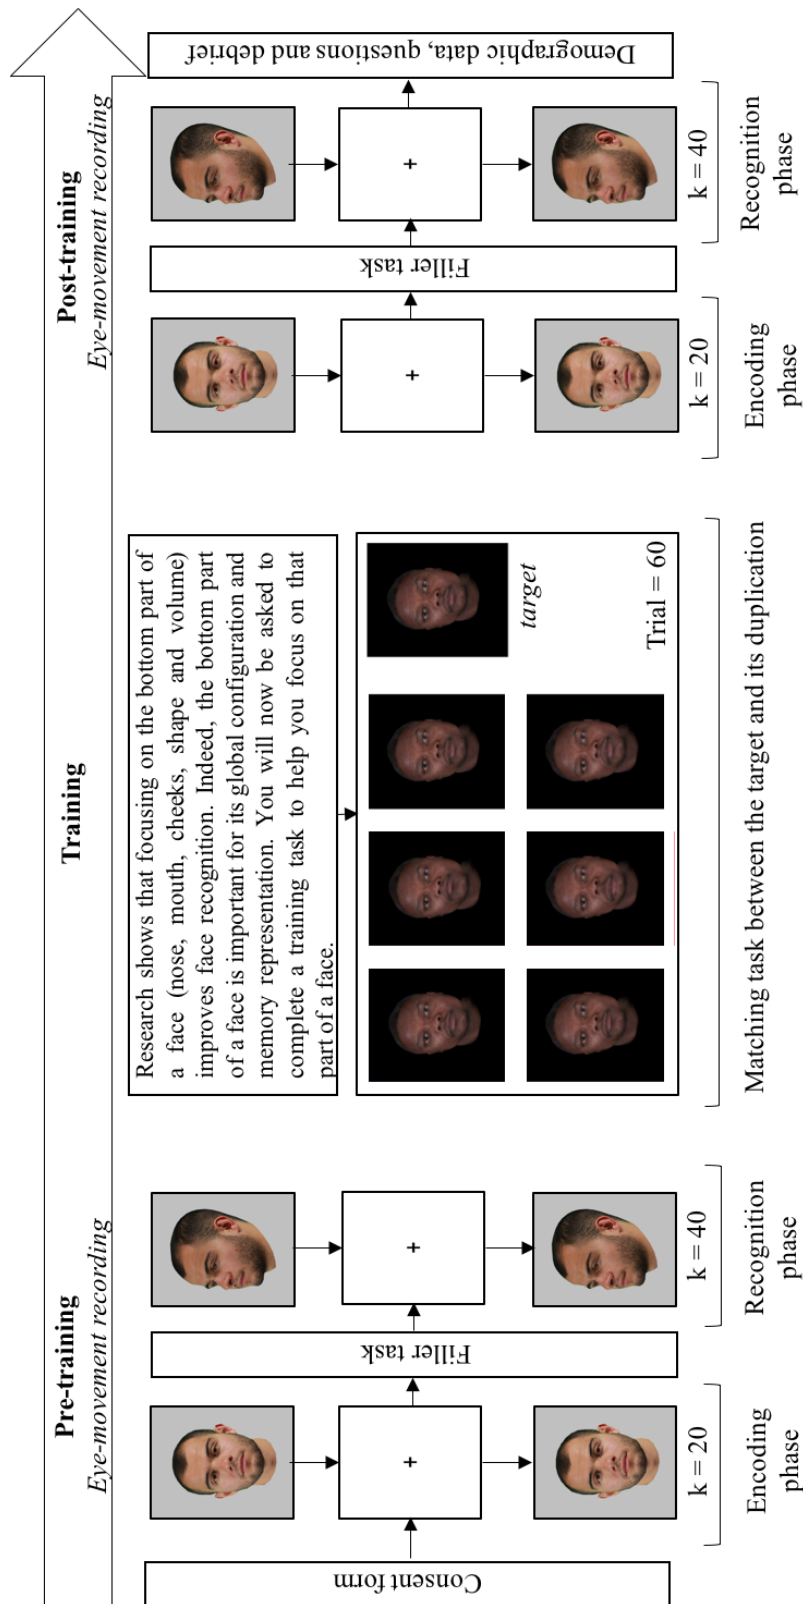 Pre-training
Eye-movement recording
Training
Post-training
Eye-movement recording
Consent form
+
k = 20
Encoding
phase
Filler task
+
k = 40
Recognition
phase
Research shows that focusing on the bottom part of
a face (nose, mouth, cheeks, shape and volume)
improves face recognition. Indeed, the bottom part
of a face is important for its global configuration and
memory representation. You will now be asked to
complete a training task to help you focus on that
part of a face.
target
Trial = 60
Matching task between the target and its duplication
+
k = 20
Encoding
phase
Filler task
+
k = 40
Recognition
phase
Demographic data, questions and debrief